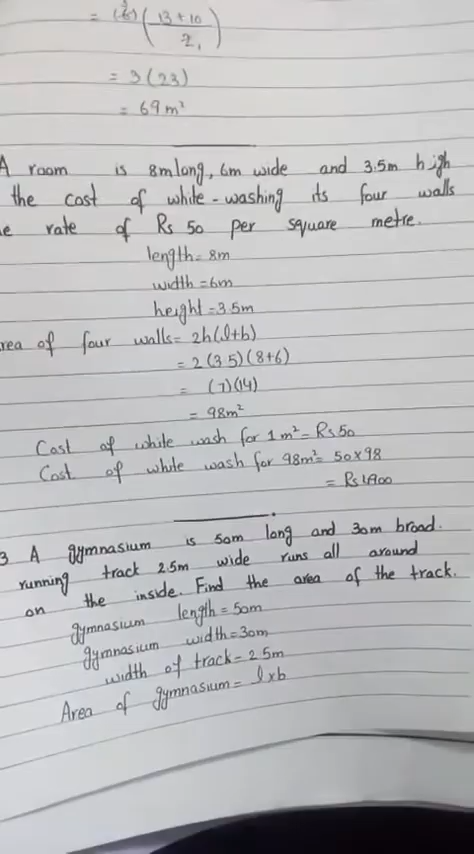 = (6) ( 13 + 10 / 2 )
= 3 (23)
= 69 m²
A room is 8m long, 6m wide and 3.5m high
the cost of white-washing its four walls
rate of Rs 50 per square metre.
length = 8m
width = 6m
height = 3.5m
rea of four walls = 2h(l+b)
= 2 (3.5) (8+6)
= (7) (14)
= 98m²
Cost of white wash for 1m² = Rs 50
Cost of white wash for 98m² = 50 x 98
= Rs 4900
3 A gymnasium is 50m long and 30m broad.
running track 2.5m wide runs all around
on the inside. Find the area of the track.
gymnasium length = 50m
gymnasium width = 30m
width of track = 2.5m
Area of gymnasium = l x b